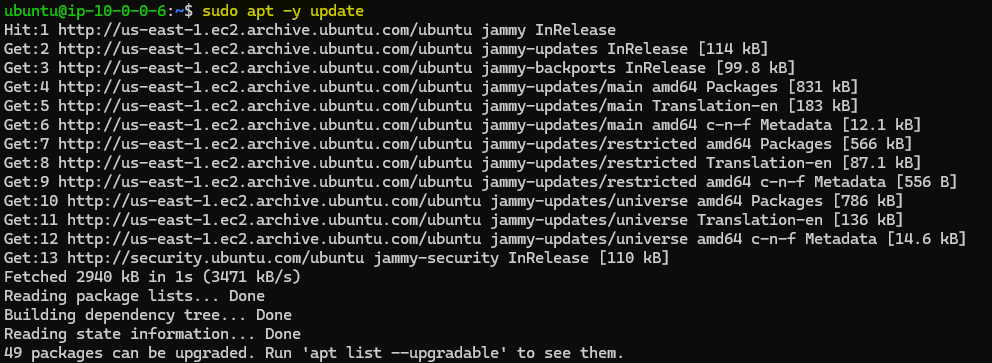 ubuntu@ip-10-0-0-6:~$ sudo apt -y update
Hit:1 http://us-east-1.ec2.archive.ubuntu.com/ubuntu jammy InRelease
Get:2 http://us-east-1.ec2.archive.ubuntu.com/ubuntu jammy-updates InRelease [114 kB]
Get:3 http://us-east-1.ec2.archive.ubuntu.com/ubuntu jammy-backports InRelease [99.8 kB]
Get:4 http://us-east-1.ec2.archive.ubuntu.com/ubuntu jammy-updates/main amd64 Packages [831 kB]
Get:5 http://us-east-1.ec2.archive.ubuntu.com/ubuntu jammy-updates/main Translation-en [183 kB]
Get:6 http://us-east-1.ec2.archive.ubuntu.com/ubuntu jammy-updates/main amd64 c-n-f Metadata [12.1 kB]
Get:7 http://us-east-1.ec2.archive.ubuntu.com/ubuntu jammy-updates/restricted amd64 Packages [566 kB]
Get:8 http://us-east-1.ec2.archive.ubuntu.com/ubuntu jammy-updates/restricted Translation-en [87.1 kB]
Get:9 http://us-east-1.ec2.archive.ubuntu.com/ubuntu jammy-updates/restricted amd64 c-n-f Metadata [556 B]
Get:10 http://us-east-1.ec2.archive.ubuntu.com/ubuntu jammy-updates/universe amd64 Packages [786 kB]
Get:11 http://us-east-1.ec2.archive.ubuntu.com/ubuntu jammy-updates/universe Translation-en [136 kB]
Get:12 http://us-east-1.ec2.archive.ubuntu.com/ubuntu jammy-updates/universe amd64 c-n-f Metadata [14.6 kB]
Get:13 http://security.ubuntu.com/ubuntu jammy-security InRelease [110 kB]
Fetched 2940 kB in 1s (3471 kB/s)
Reading package lists... Done
Building dependency tree... Done
Reading state information... Done
49 packages can be upgraded. Run 'apt list --upgradable' to see them.